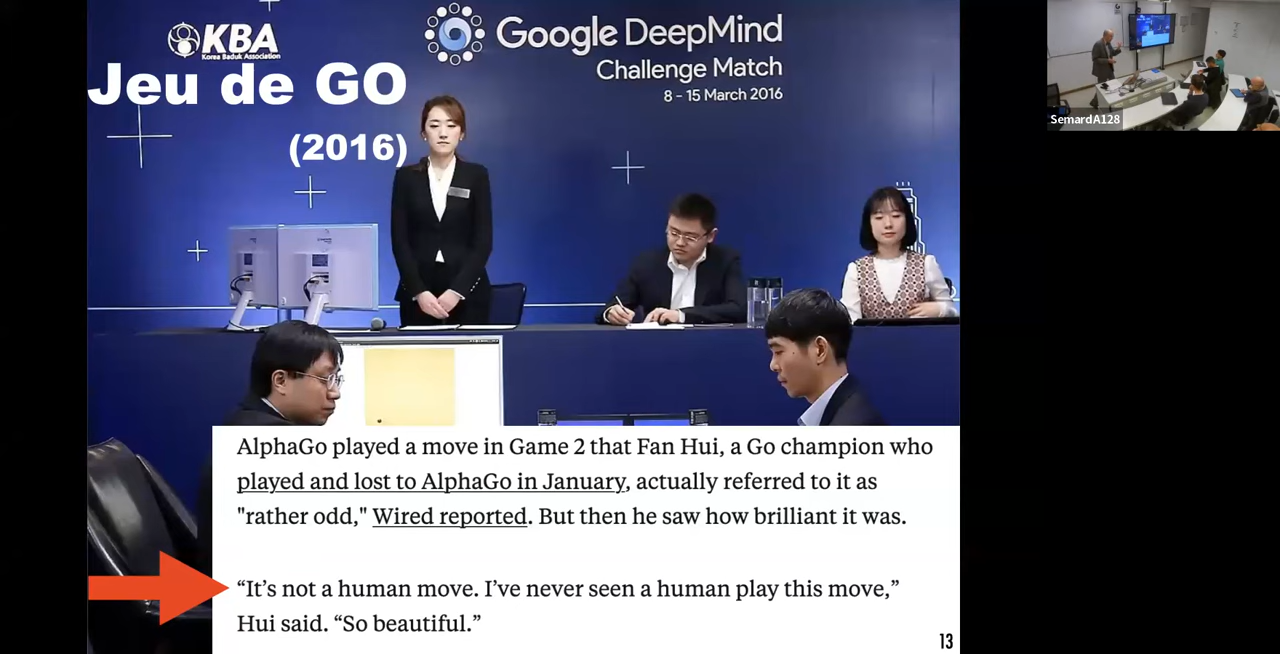 KBA
Korea Baduk Association
Google DeepMind
Challenge Match
8 - 15 March 2016
Jeu de GO
(2016)
SemardA128
AlphaGo played a move in Game 2 that Fan Hui, a Go champion who
played and lost to AlphaGo in January, actually referred to it as
"rather odd," Wired reported. But then he saw how brilliant it was.
“It’s not a human move. I’ve never seen a human play this move,”
Hui said. “So beautiful.”
13